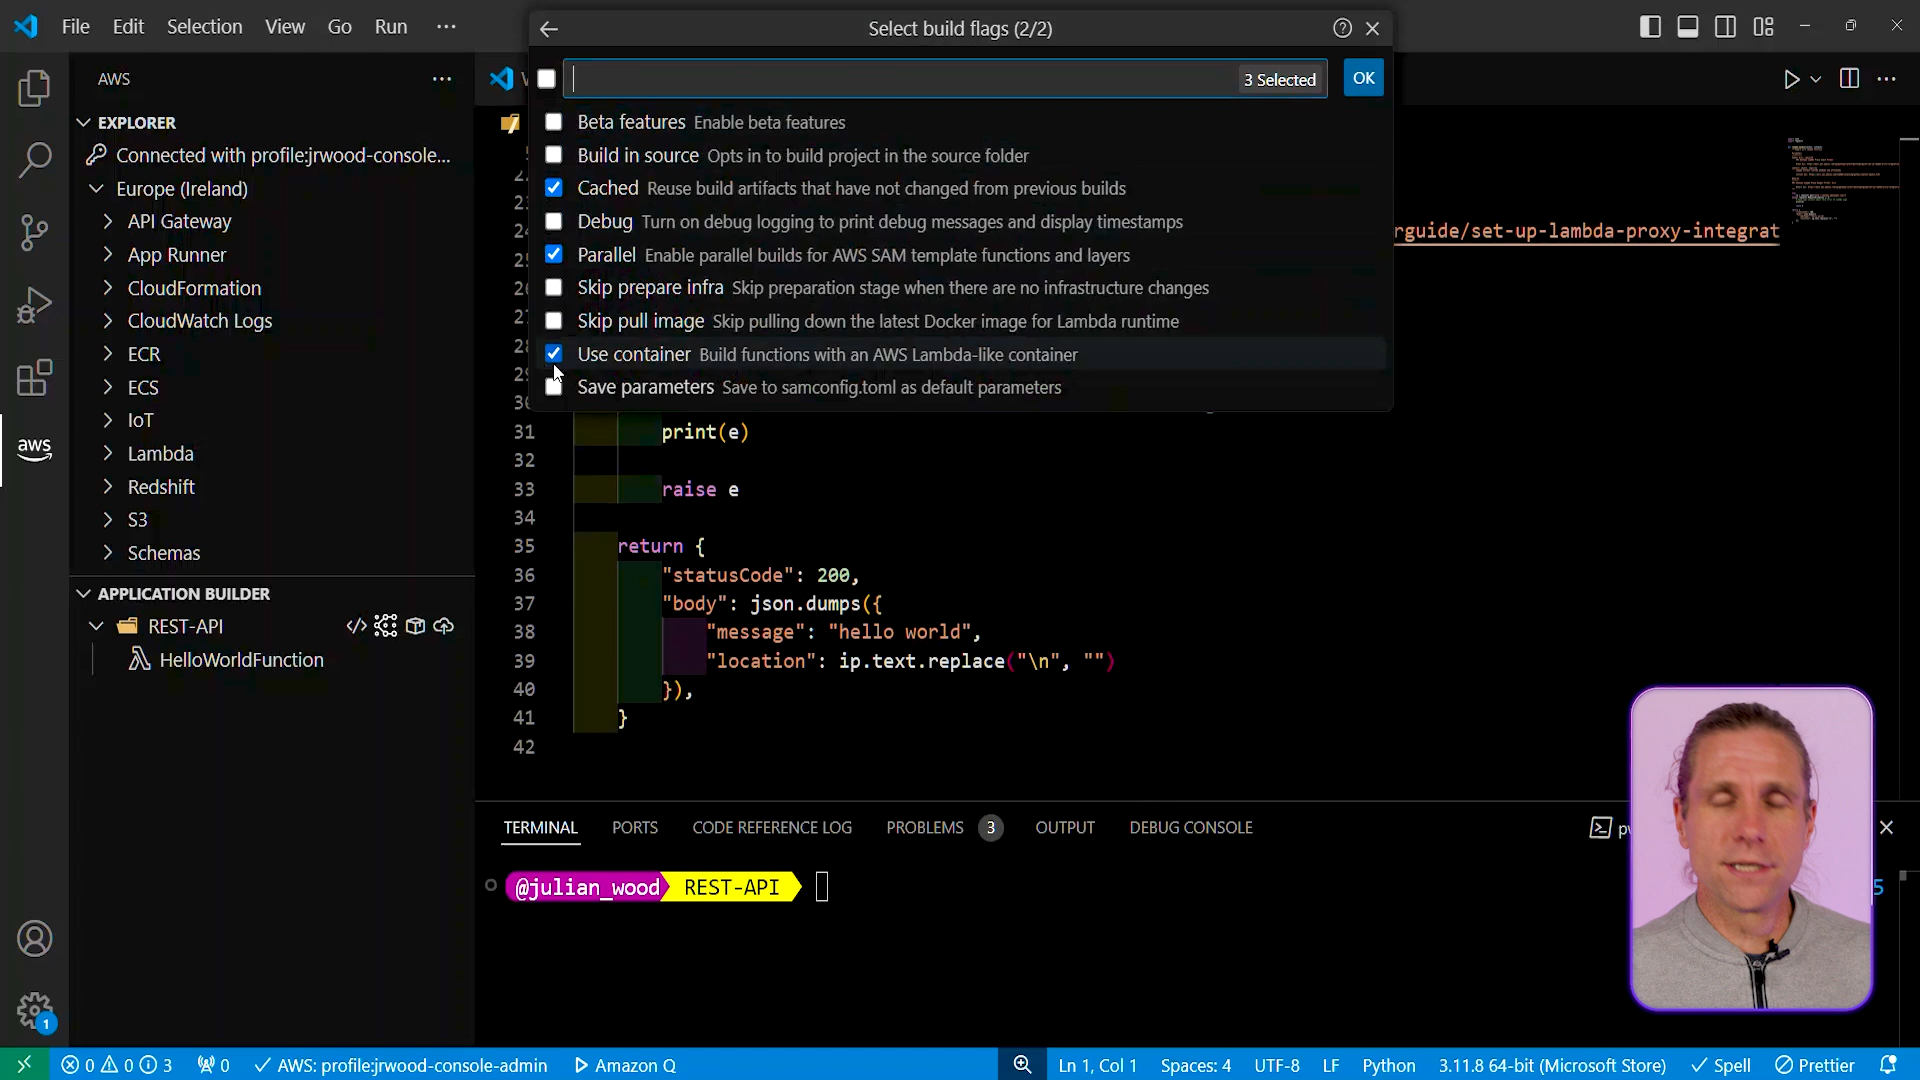 File Edit Selection View Go Run ···
Select build flags (2/2)
3 Selected
OK
Beta features Enable beta features
Build in source Opts in to build project in the source folder
Cached Reuse build artifacts that have not changed from previous builds
Debug Turn on debug logging to print debug messages and display timestamps
Parallel Enable parallel builds for AWS SAM template functions and layers
Skip prepare infra Skip preparation stage when there are no infrastructure changes
Skip pull image Skip pulling down the latest Docker image for Lambda runtime
Use container Build functions with an AWS Lambda-like container
Save parameters Save to samconfig.toml as default parameters
AWS
EXPLORER
Connected with profile:jrwood-console...
Europe (Ireland)
API Gateway
App Runner
CloudFormation
CloudWatch Logs
ECR
ECS
IoT
Lambda
Redshift
S3
Schemas
aws
APPLICATION BUILDER
REST-API
HelloWorldFunction
1
rguide/set-up-lambda-proxy-integrat
31 print(e)
32
33 raise e
34
35 return {
36 "statusCode": 200,
37 "body": json.dumps({
38 "message": "hello world",
39 "location": ip.text.replace("\n", "")
40 }),
41 }
42
TERMINAL PORTS CODE REFERENCE LOG PROBLEMS 3 OUTPUT DEBUG CONSOLE
@julian_wood REST-API
0 0 3 0 AWS: profile:jrwood-console-admin Amazon Q Ln 1, Col 1 Spaces: 4 UTF-8 LF Python 3.11.8 64-bit (Microsoft Store) Spell Prettier